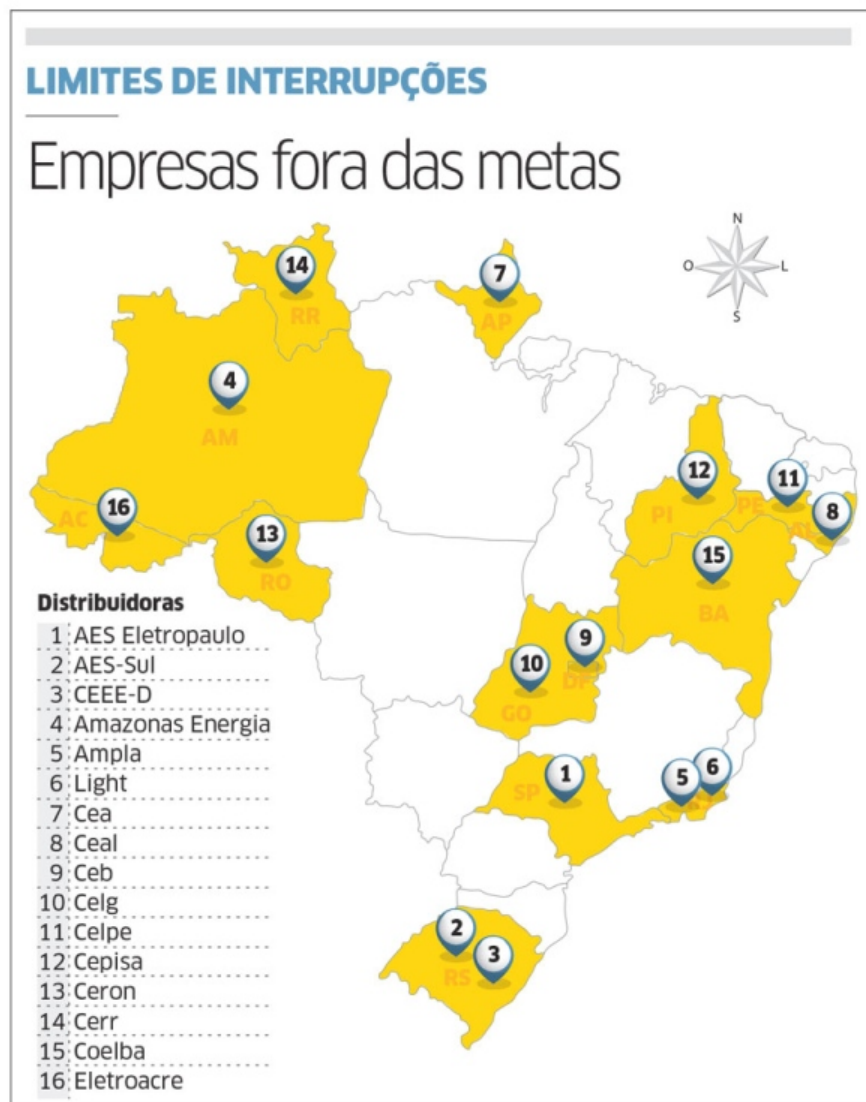 LIMITES DE INTERRUPÇÕES
Empresas fora das metas
N
O
L
S
14
RR
7
AP
4
AM
12
PI
11
PE
8
AL
16
AC
13
RO
15
BA
9
DF
10
GO
1
SP
5
6
2
3
RS
Distribuidoras
1 AES Eletropaulo
2 AES-Sul
3 CEEE-D
4 Amazonas Energia
5 Ampla
6 Light
7 Cea
8 Ceal
9 Ceb
10 Celg
11 Celpe
12 Cepisa
13 Ceron
14 Cerr
15 Coelba
16 Eletroacre